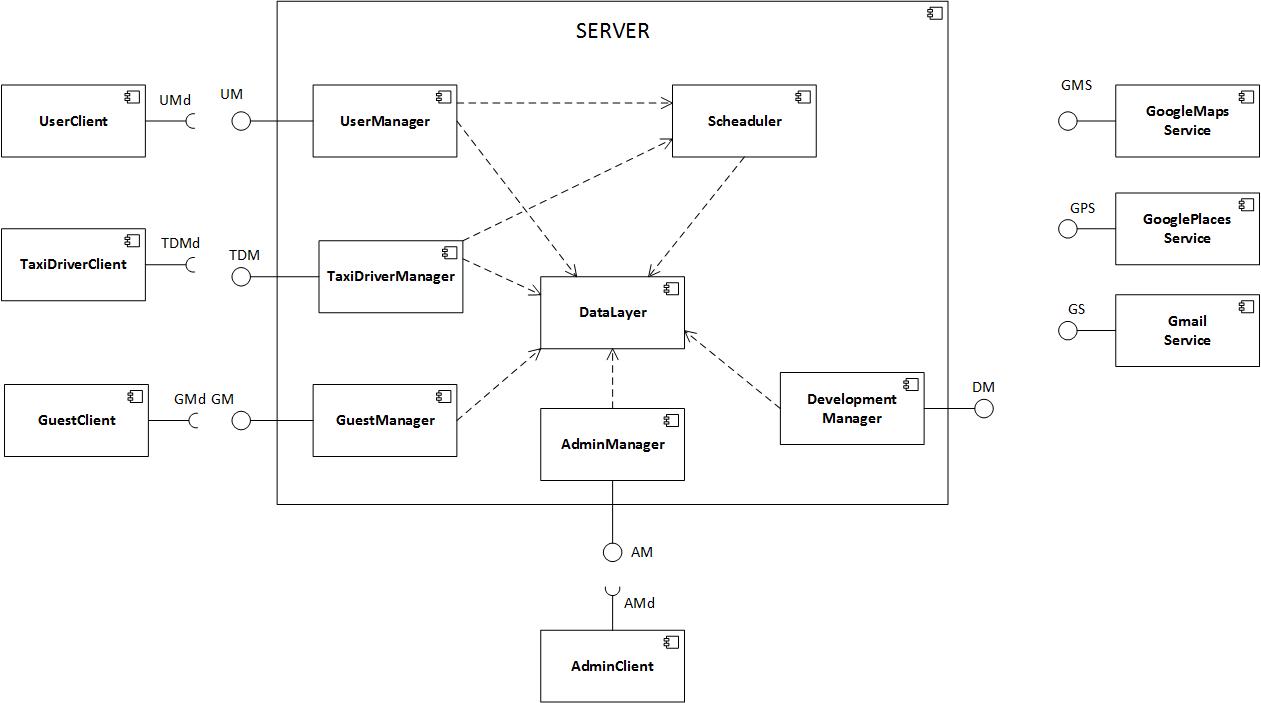 SERVER
UserClient
UMd
UM
UserManager
Scheaduler
GMS
GoogleMaps
Service
TaxiDriverClient
TDMd
TDM
TaxiDriverManager
DataLayer
GPS
GooglePlaces
Service
GS
Gmail
Service
GuestClient
GMd
GM
GuestManager
AdminManager
Development
Manager
DM
AM
AMd
AdminClient